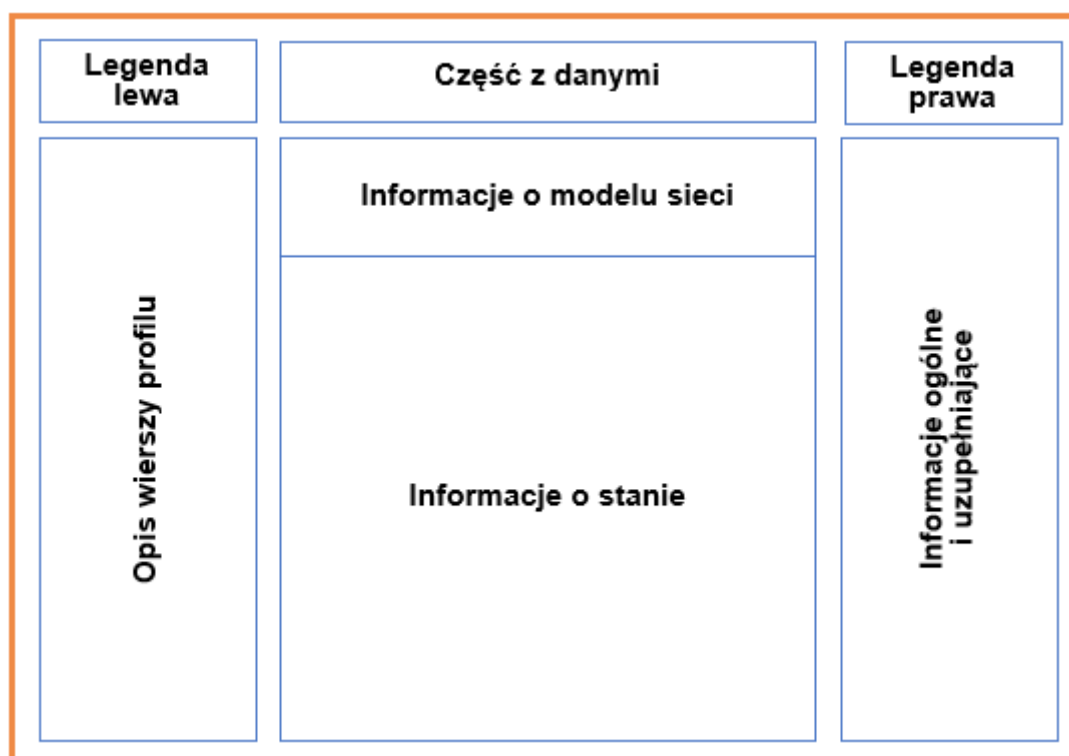 Legenda
lewa
Część z danymi
Legenda
prawa
Opis wierszy profilu
Informacje o modelu sieci
Informacje o stanie
Informacje ogólne
i uzupełniające